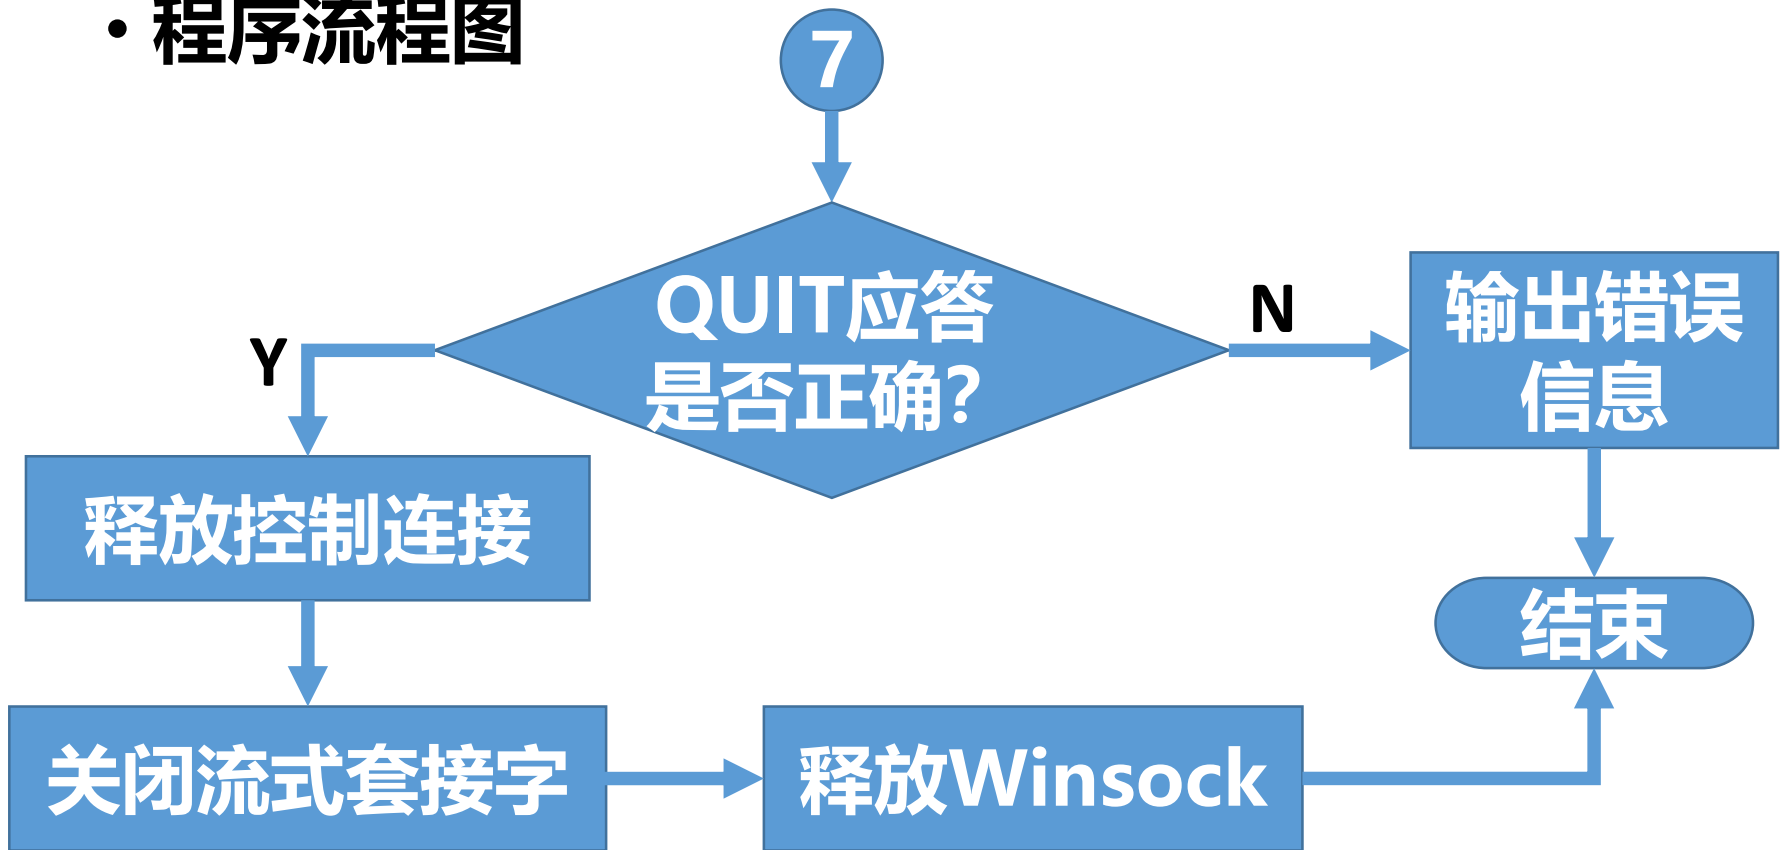 • 程序流程图
7
QUIT应答
是否正确?
N
输出错误
信息
Y
释放控制连接
结束
关闭流式套接字
释放Winsock